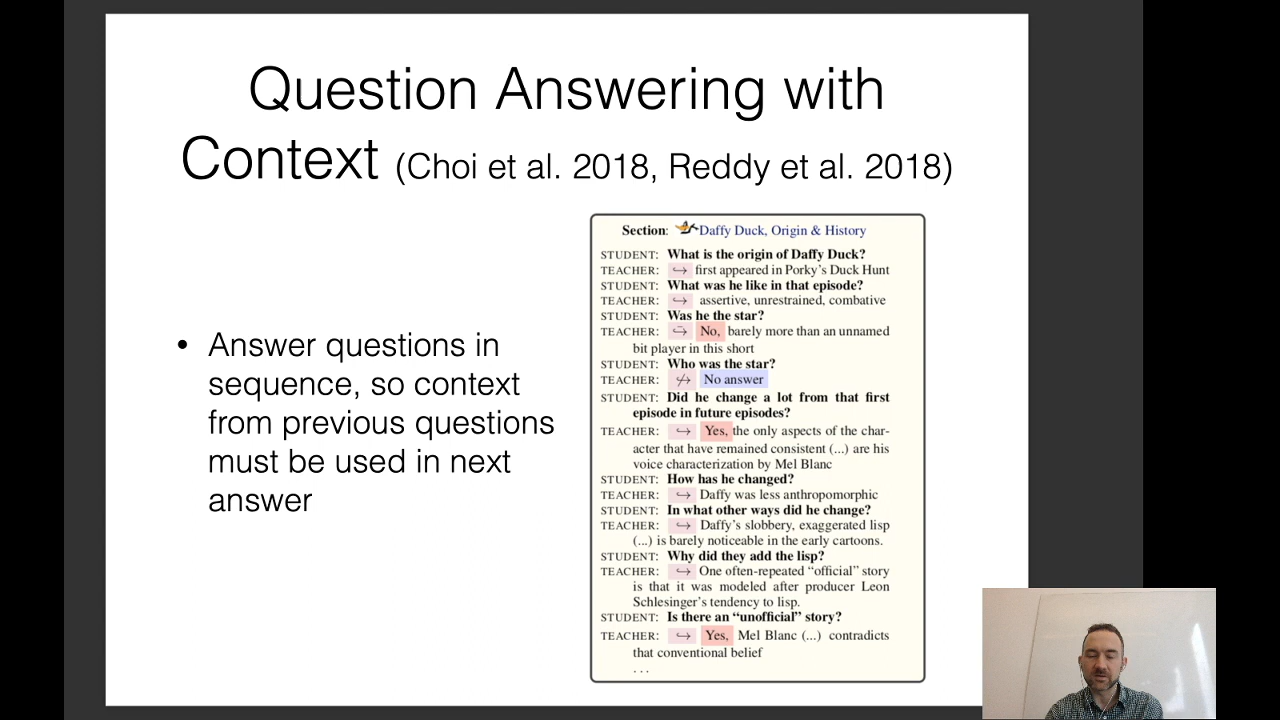 Question Answering with
Context (Choi et al. 2018, Reddy et al. 2018)
• Answer questions in
sequence, so context
from previous questions
must be used in next
answer
Section: Daffy Duck, Origin & History
STUDENT: What is the origin of Daffy Duck?
TEACHER: ↪ first appeared in Porky's Duck Hunt
STUDENT: What was he like in that episode?
TEACHER: ↪ assertive, unrestrained, combative
STUDENT: Was he the star?
TEACHER: ↪ No, barely more than an unnamed
bit player in this short
STUDENT: Who was the star?
TEACHER: ↪̸ No answer
STUDENT: Did he change a lot from that first
episode in future episodes?
TEACHER: ↪ Yes, the only aspects of the char-
acter that have remained consistent (...) are his
voice characterization by Mel Blanc
STUDENT: How has he changed?
TEACHER: ↪ Daffy was less anthropomorphic
STUDENT: In what other ways did he change?
TEACHER: ↪ Daffy's slobbery, exaggerated lisp
(...) is barely noticeable in the early cartoons.
STUDENT: Why did they add the lisp?
TEACHER: ↪ One often-repeated “official” story
is that it was modeled after producer Leon
Schlesinger's tendency to lisp.
STUDENT: Is there an “unofficial” story?
TEACHER: ↪ Yes, Mel Blanc (...) contradicts
that conventional belief
...